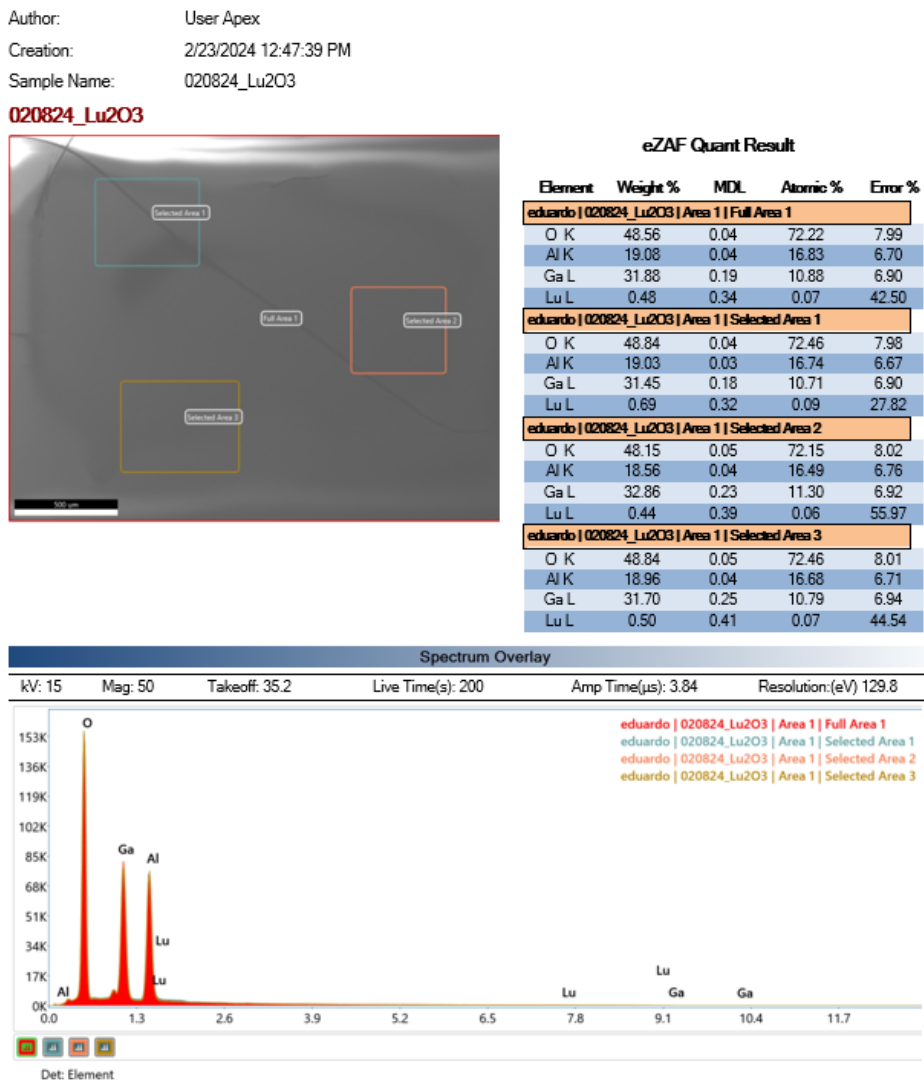 Author: User Apex
Creation: 2/23/2024 12:47:39 PM
Sample Name: 020824_Lu2O3
020824_Lu2O3
Selected Area 1
Full Area 1
Selected Area 2
Selected Area 3
500 µm
eZAF Quant Result
Element Weight % MDL Atomic % Error %
eduardo | 020824_Lu2O3 | Area 1 | Full Area 1
O K 48.56 0.04 72.22 7.99
Al K 19.08 0.04 16.83 6.70
Ga L 31.88 0.19 10.88 6.90
Lu L 0.48 0.34 0.07 42.50
eduardo | 020824_Lu2O3 | Area 1 | Selected Area 1
O K 48.84 0.04 72.46 7.98
Al K 19.03 0.03 16.74 6.67
Ga L 31.45 0.18 10.71 6.90
Lu L 0.69 0.32 0.09 27.82
eduardo | 020824_Lu2O3 | Area 1 | Selected Area 2
O K 48.15 0.05 72.15 8.02
Al K 18.56 0.04 16.49 6.76
Ga L 32.86 0.23 11.30 6.92
Lu L 0.44 0.39 0.06 55.97
eduardo | 020824_Lu2O3 | Area 1 | Selected Area 3
O K 48.84 0.05 72.46 8.01
Al K 18.96 0.04 16.68 6.71
Ga L 31.70 0.25 10.79 6.94
Lu L 0.50 0.41 0.07 44.54
Spectrum Overlay
kV: 15 Mag: 50 Takeoff: 35.2 Live Time(s): 200 Amp Time(µs): 3.84 Resolution:(eV) 129.8
eduardo | 020824_Lu2O3 | Area 1 | Full Area 1
eduardo | 020824_Lu2O3 | Area 1 | Selected Area 1
eduardo | 020824_Lu2O3 | Area 1 | Selected Area 2
eduardo | 020824_Lu2O3 | Area 1 | Selected Area 3
O
153K
136K
119K
102K
Ga
Al
85K
68K
51K
Lu
34K
Lu
17K
Lu
Al
Lu
Ga
Ga
0K
0.0 1.3 2.6 3.9 5.2 6.5 7.8 9.1 10.4 11.7
Det: Element